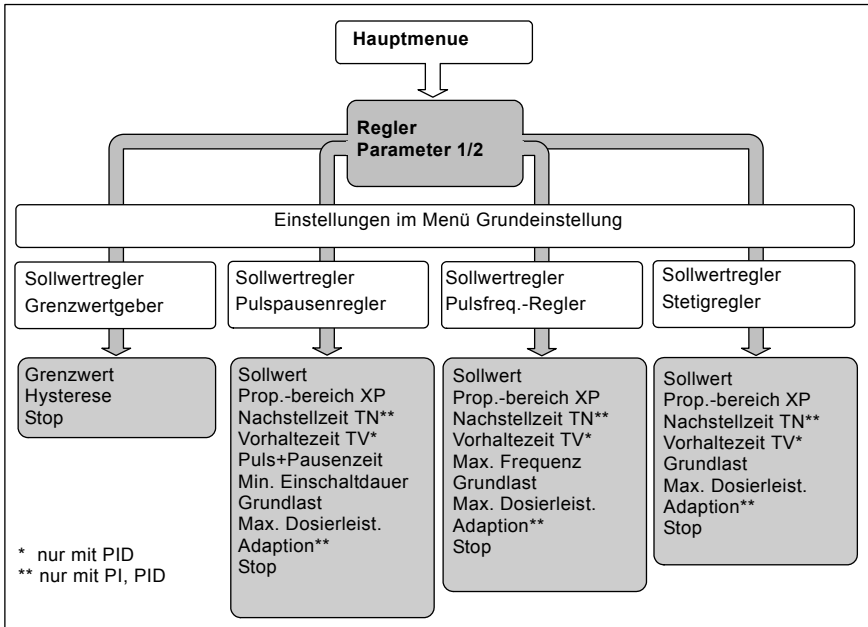 Hauptmenue
Regler
Parameter 1/2
Einstellungen im Menü Grundeinstellung
Sollwertregler
Grenzwertgeber
Sollwertregler
Pulspausenregler
Sollwertregler
Pulsfreq.-Regler
Sollwertregler
Stetigregler
Grenzwert
Hysterese
Stop
Sollwert
Prop.-bereich XP
Nachstellzeit TN**
Vorhaltezeit TV*
Puls+Pausenzeit
Min. Einschaltdauer
Grundlast
Max. Dosierleist.
Adaption**
Stop
Sollwert
Prop.-bereich XP
Nachstellzeit TN**
Vorhaltezeit TV*
Max. Frequenz
Grundlast
Max. Dosierleist.
Adaption**
Stop
Sollwert
Prop.-bereich XP
Nachstellzeit TN**
Vorhaltezeit TV*
Grundlast
Max. Dosierleist.
Adaption**
Stop
* nur mit PID
** nur mit PI, PID